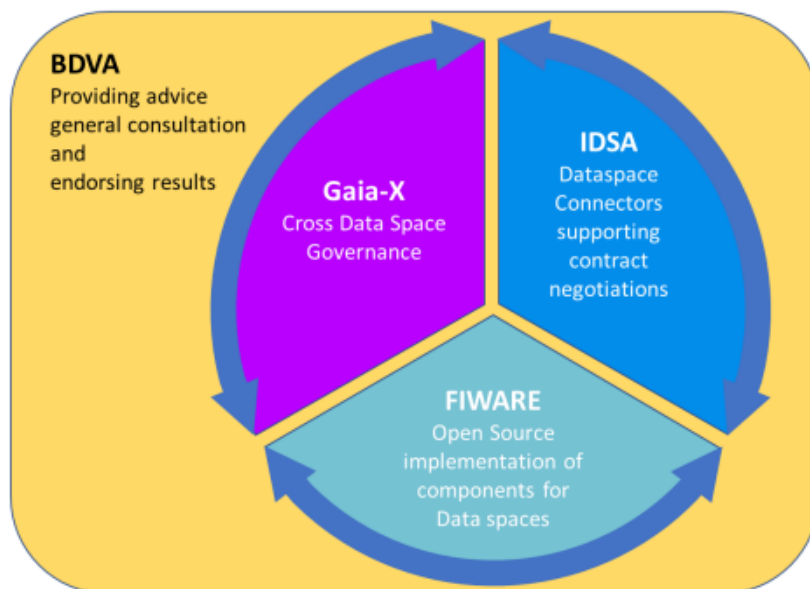 BDVA
Providing advice
general consultation
and
endorsing results
Gaia-X
Cross Data Space
Governance
IDSA
Dataspace
Connectors
supporting
contract
negotiations
FIWARE
Open Source
implementation of
components for
Data spaces